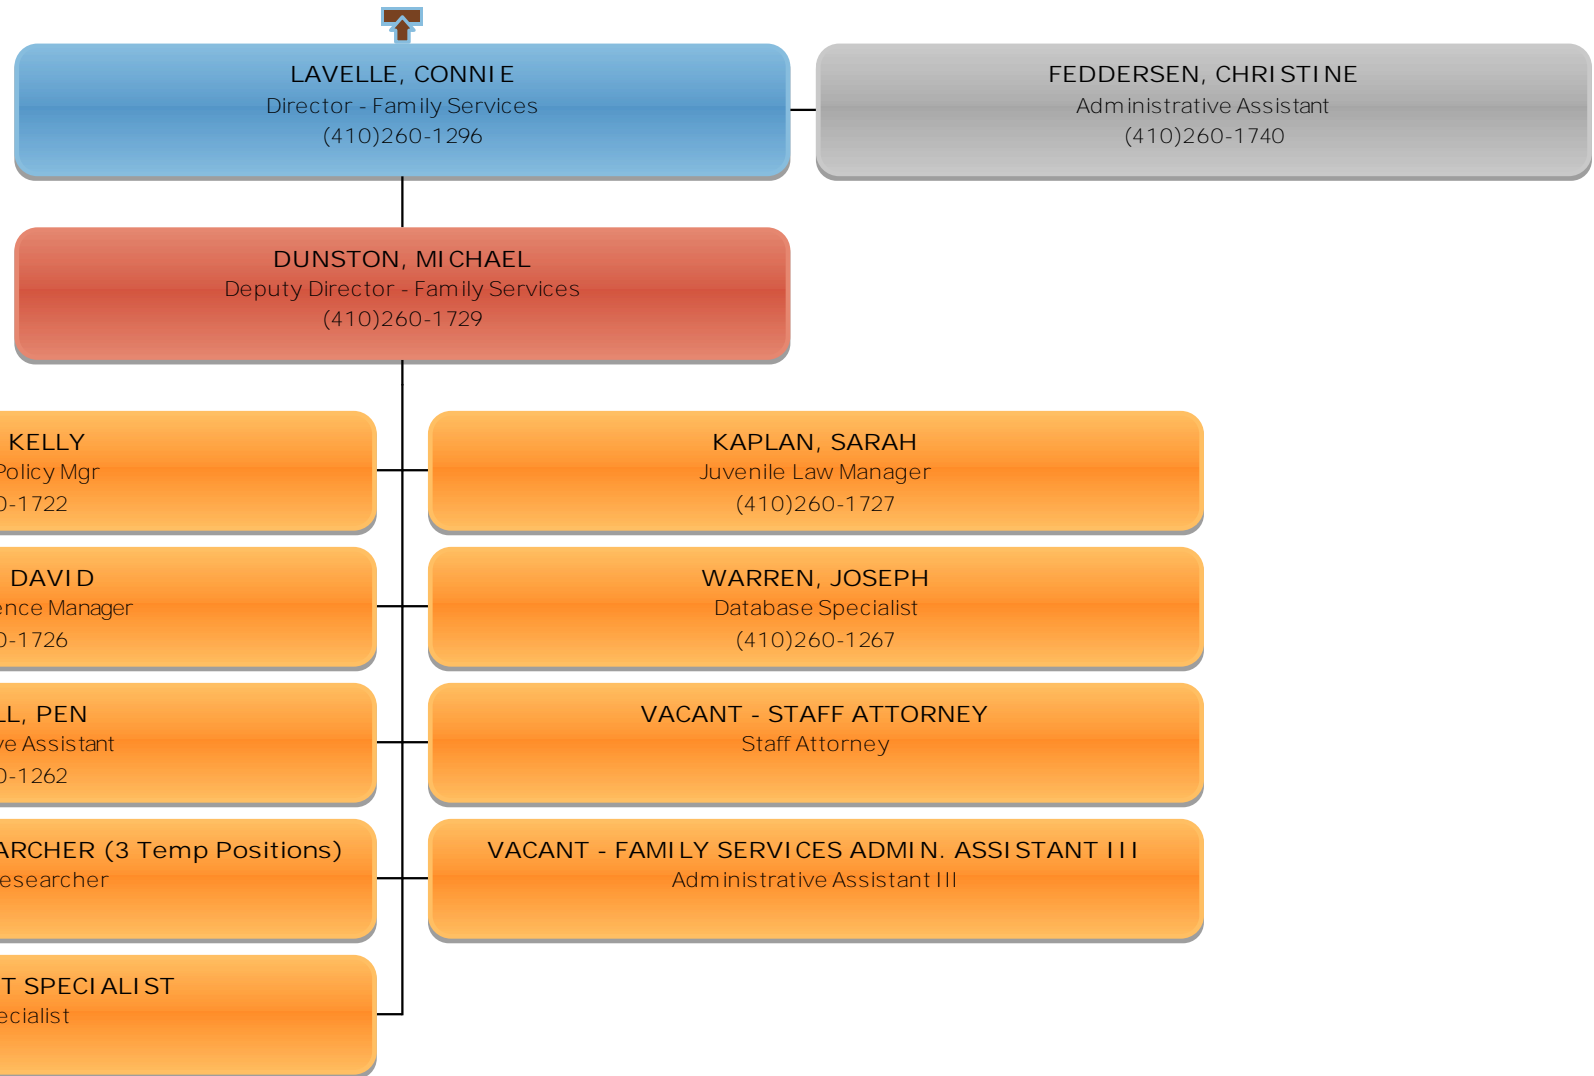 LAVELLE, CONNIE
Director - Family Services
(410)260-1296
FEDDERSEN, CHRISTINE
Administrative Assistant
(410)260-1740
DUNSTON, MICHAEL
Deputy Director - Family Services
(410)260-1729
KELLY
Policy Mgr
0-1722
KAPLAN, SARAH
Juvenile Law Manager
(410)260-1727
DAVID
ence Manager
0-1726
WARREN, JOSEPH
Database Specialist
(410)260-1267
LL, PEN
ve Assistant
0-1262
VACANT - STAFF ATTORNEY
Staff Attorney
ARCHER (3 Temp Positions)
esearcher
VACANT - FAMILY SERVICES ADMIN. ASSISTANT III
Administrative Assistant III
T SPECIALIST
ecialist